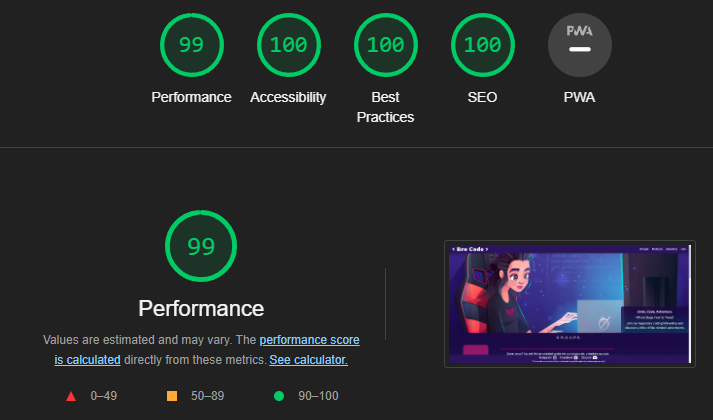 99
100
100
100
PWA
Performance
Accessibility
Best
Practices
SEO
PWA
99
Performance
Values are estimated and may vary. The performance score
is calculated directly from these metrics. See calculator.
0–49
50–89
90–100
< Bro Code >